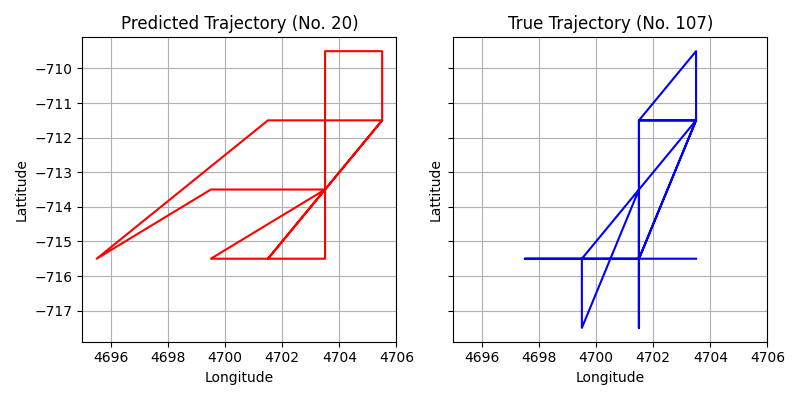 Predicted Trajectory (No. 20)
True Trajectory (No. 107)
Lattitude
−710
−711
−712
−713
−714
−715
−716
−717
4696 4698 4700 4702 4704 4706
Longitude
Lattitude
4696 4698 4700 4702 4704 4706
Longitude